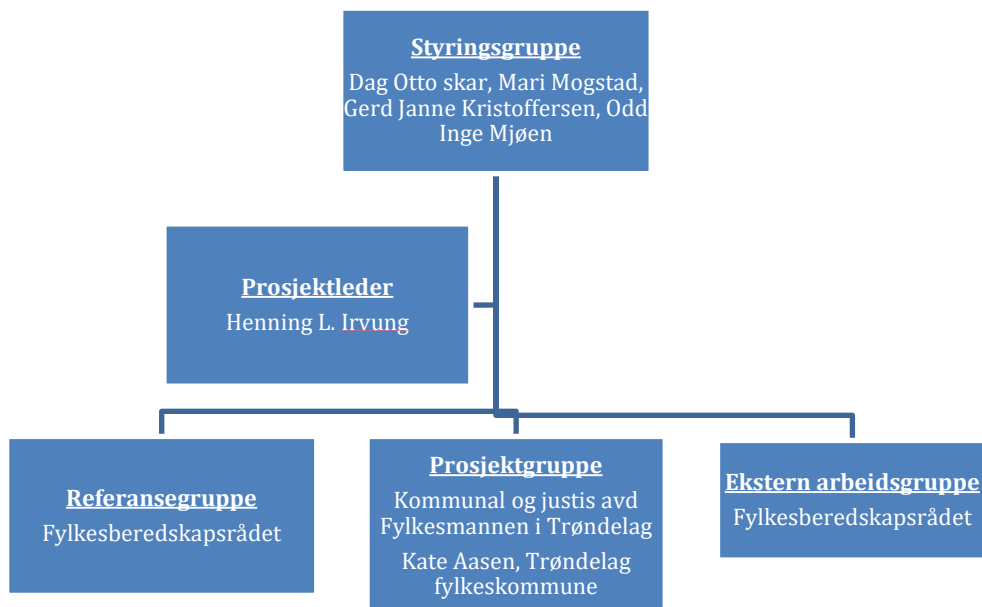 Styringsgruppe
Dag Otto skar, Mari Mogstad,
Gerd Janne Kristoffersen, Odd
Inge Mjøen
Prosjektleder
Henning L. Irvung
Referansegruppe
Fylkesberedskapsrådet
Prosjektgruppe
Kommunal og justis avd
Fylkesmannen i Trøndelag
Kate Aasen, Trøndelag
fylkeskommune
Ekstern arbeidsgruppe
Fylkesberedskapsrådet